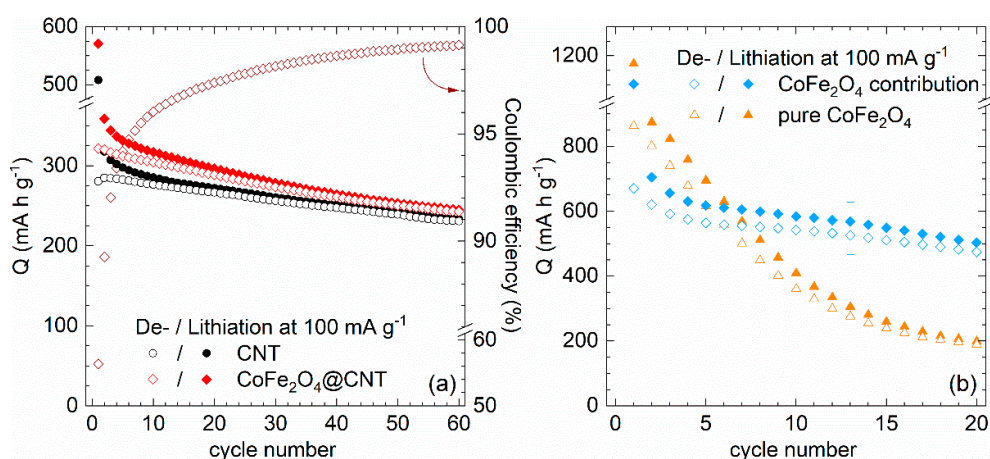 600
500
300
250
200
100
0
Q (mA h g⁻¹)
100
95
90
60
50
Coulombic efficiency (%)
De- / Lithiation at 100 mA g⁻¹
/ CNT
/ CoFe₂O₄@CNT
(a)
0 10 20 30 40 50 60
cycle number
1200
1000
800
600
400
200
0
Q (mA h g⁻¹)
De- / Lithiation at 100 mA g⁻¹
/ CoFe₂O₄ contribution
/ pure CoFe₂O₄
(b)
0 5 10 15 20
cycle number